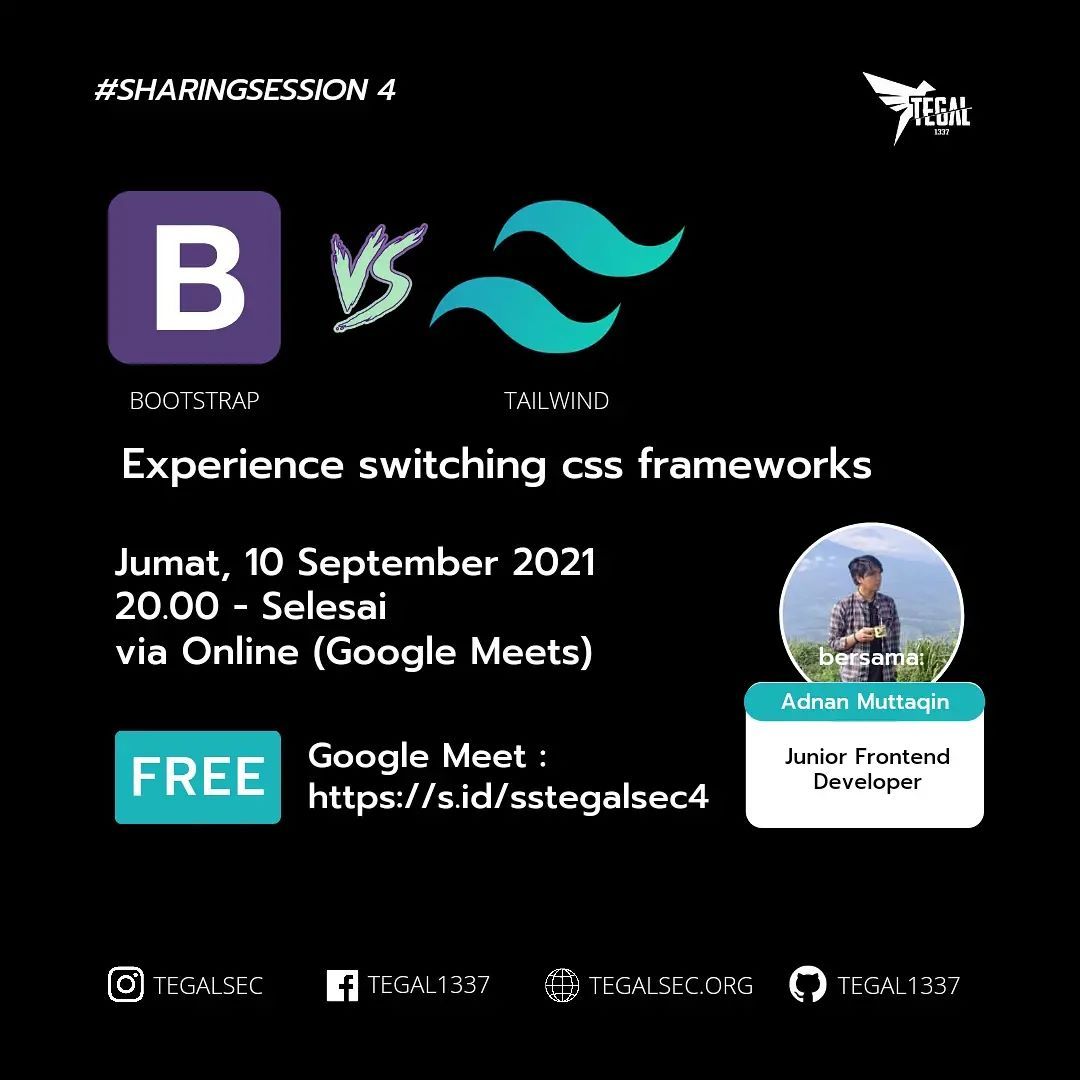 #SHARINGSESSION 4
TEGAL
1337
B
VS
BOOTSTRAP
TAILWIND
Experience switching css frameworks
Jumat, 10 September 2021
20.00 - Selesai
via Online (Google Meets)
bersama:
Adnan Muttaqin
Junior Frontend
Developer
FREE
Google Meet :
https://s.id/sstegalsec4
TEGALSEC
TEGAL1337
TEGALSEC.ORG
TEGAL1337